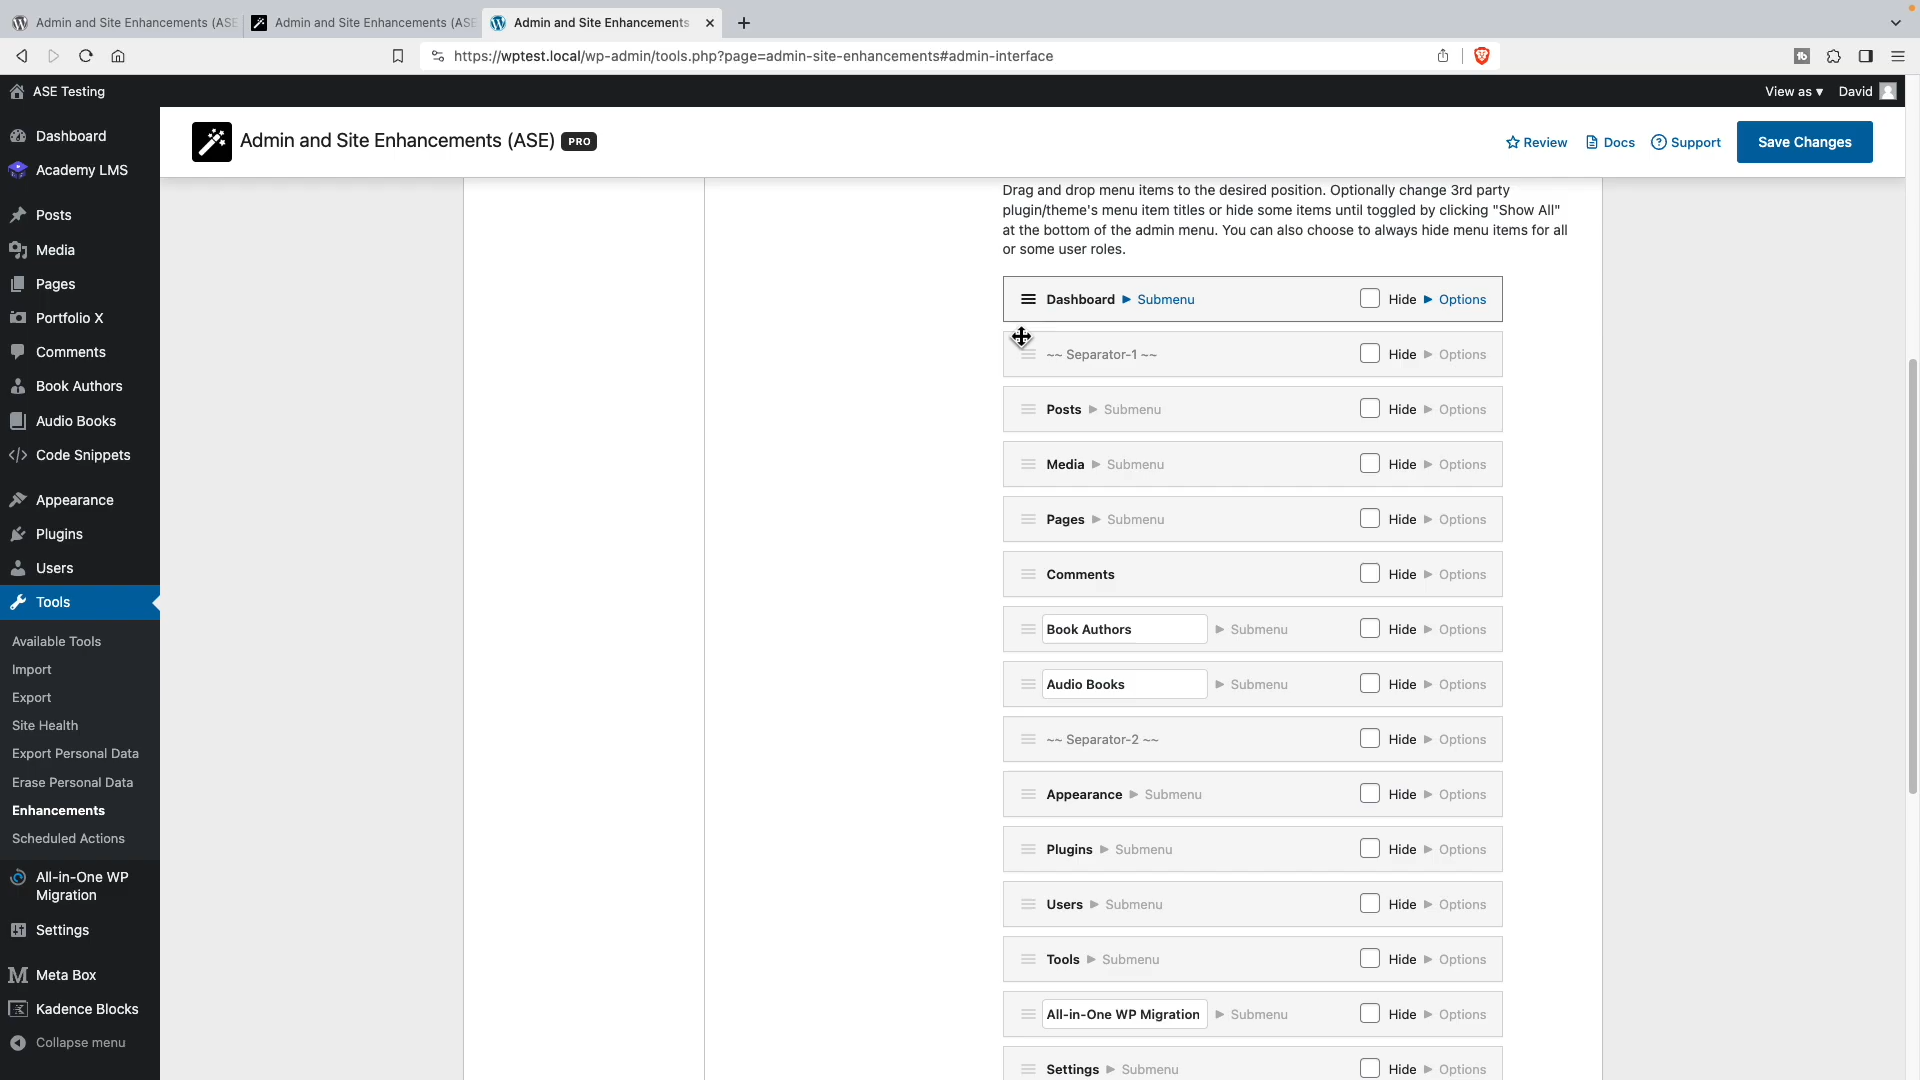 Admin and Site Enhancements (ASE
Admin and Site Enhancements (ASE
Admin and Site Enhancements
https://wptest.local/wp-admin/tools.php?page=admin-site-enhancements#admin-interface
ASE Testing
View as ▾ David
Dashboard
Academy LMS
Posts
Media
Pages
Portfolio X
Comments
Book Authors
Audio Books
Code Snippets
Appearance
Plugins
Users
Tools
Available Tools
Import
Export
Site Health
Export Personal Data
Erase Personal Data
Enhancements
Scheduled Actions
All-in-One WP
Migration
Settings
Meta Box
Kadence Blocks
Collapse menu
Admin and Site Enhancements (ASE) PRO
Review Docs Support Save Changes
Drag and drop menu items to the desired position. Optionally change 3rd party
plugin/theme's menu item titles or hide some items until toggled by clicking "Show All"
at the bottom of the admin menu. You can also choose to always hide menu items for all
or some user roles.
Dashboard ▶ Submenu Hide ▶ Options
~~ Separator-1 ~~ Hide ▶ Options
Posts ▶ Submenu Hide ▶ Options
Media ▶ Submenu Hide ▶ Options
Pages ▶ Submenu Hide ▶ Options
Comments Hide ▶ Options
Book Authors ▶ Submenu Hide ▶ Options
Audio Books ▶ Submenu Hide ▶ Options
~~ Separator-2 ~~ Hide ▶ Options
Appearance ▶ Submenu Hide ▶ Options
Plugins ▶ Submenu Hide ▶ Options
Users ▶ Submenu Hide ▶ Options
Tools ▶ Submenu Hide ▶ Options
All-in-One WP Migration ▶ Submenu Hide ▶ Options
Settings ▶ Submenu Hide ▶ Options